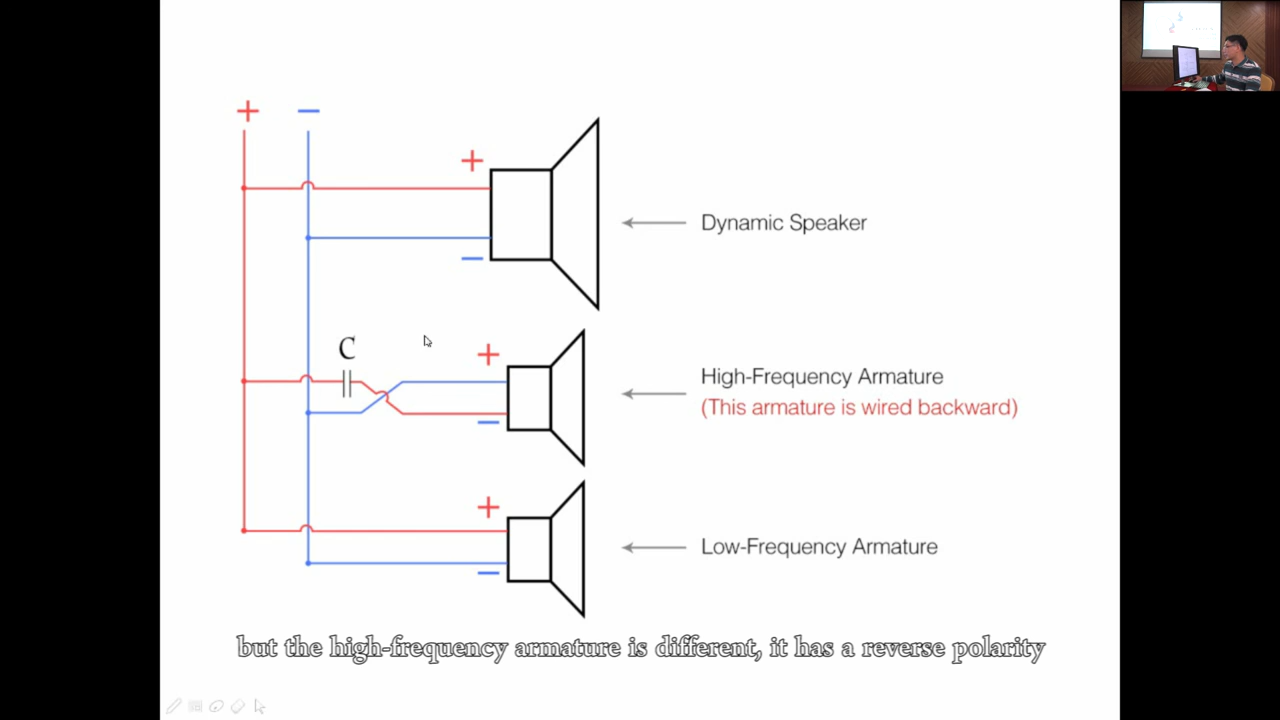 + −
+
Dynamic Speaker
−
C
+
High-Frequency Armature
(This armature is wired backward)
−
+
Low-Frequency Armature
−
but the high-frequency armature is different, it has a reverse polarity